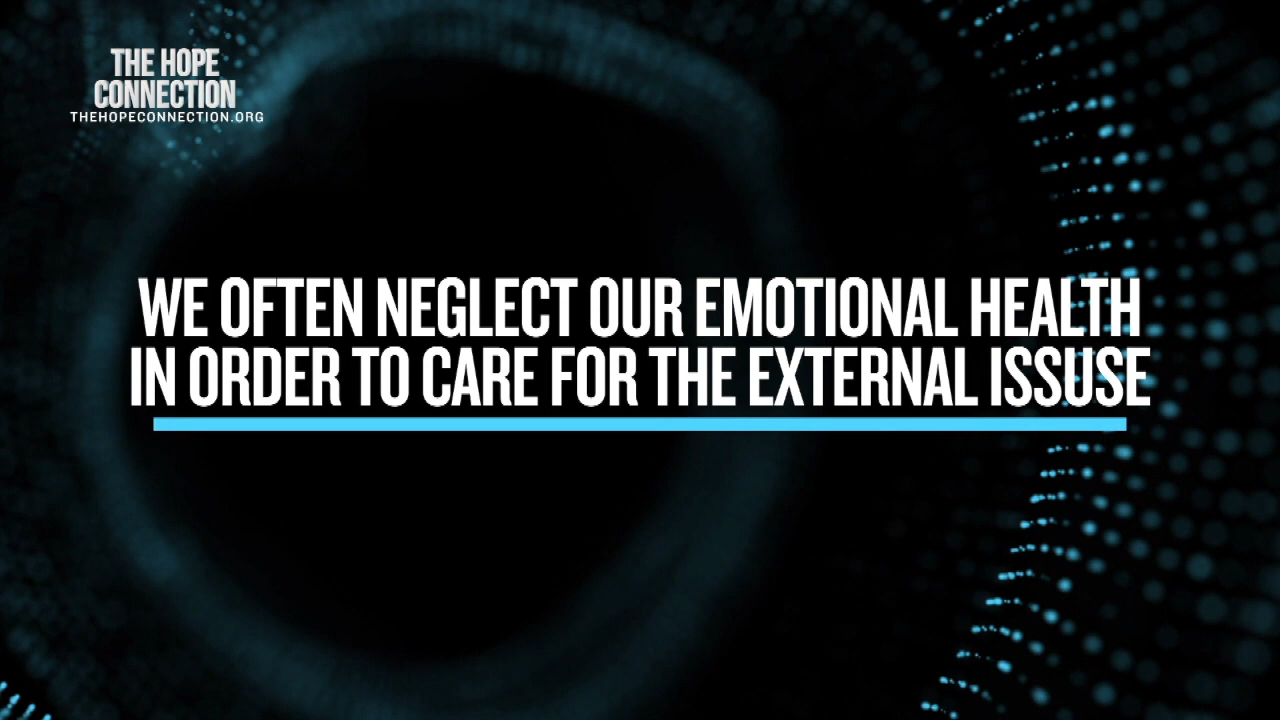 THE HOPE
CONNECTION
THEHOPECONNECTION.ORG
WE OFTEN NEGLECT OUR EMOTIONAL HEALTH
IN ORDER TO CARE FOR THE EXTERNAL ISSUSE